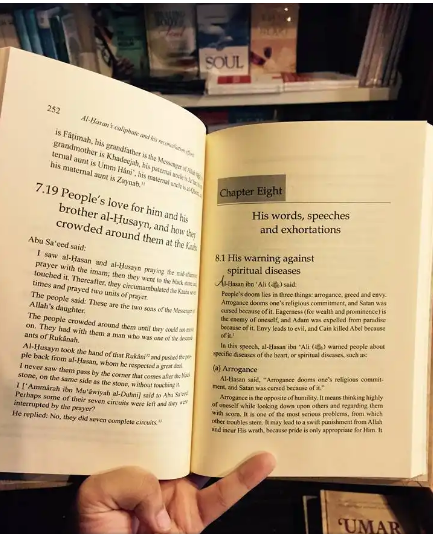 SOUL
252
Al-Ḥasan's caliphate and his reconciliation efforts
is Fāṭimah, his grandfather is the Messenger of Allah
grandmother is Khadeejah, his paternal uncle is
ternal aunt is Umm Hāni', his maternal uncle is
his maternal aunt is Zaynab."
7.19 People's love for him and his
brother al-Ḥusayn, and how they
crowded around them at the Kaaba
Abu Sa'eed said:
I saw al-Ḥasan and al-Ḥusayn praying the mid-afternoon
prayer with the imam; then they went to the black stone and
touched it. Thereafter, they circumambulated the Kaaba seven
times and prayed two units of prayer.
The people said: These are the two sons of the Messenger of
Allah's daughter.
The people crowded around them until they could not move
on. They had with them a man who was one of the descend-
ants of Rukānah.
Al-Ḥusayn took the hand of that Rukāni and pushed the peo-
ple back from al-Ḥasan, whom he respected a great deal.
I never saw them pass by the corner that comes after the black
stone, on the same side as the stone, without touching it.
I ['Ammārah ibn Mu'āwiyah al-Duhni] said to Abu Sa'eed:
Perhaps some of their seven circuits were left and they were
interrupted by the prayer?
He replied: No, they did seven complete circuits.
Chapter Eight
His words, speeches
and exhortations
8.1 His warning against
spiritual diseases
Al-Ḥasan ibn 'Ali said:
People's doom lies in three things: arrogance, greed and envy.
Arrogance dooms one's religious commitment, and Satan was
cursed because of it. Eagerness (for wealth and prominence) is
the enemy of oneself, and Adam was expelled from paradise
because of it. Envy leads to evil, and Cain killed Abel because
of it.¹
In this speech, al-Ḥasan ibn 'Ali warned people about
specific diseases of the heart, or spiritual diseases, such as:
(a) Arrogance
Al-Ḥasan said, "Arrogance dooms one's religious commit-
ment, and Satan was cursed because of it."
Arrogance is the opposite of humility. It means thinking highly
of oneself while looking down upon others and regarding them
with scorn. It is one of the most serious problems, from which
other troubles stem. It may lead to a swift punishment from Allah
and incur His wrath, because pride is only appropriate for Him. It
'UMAR